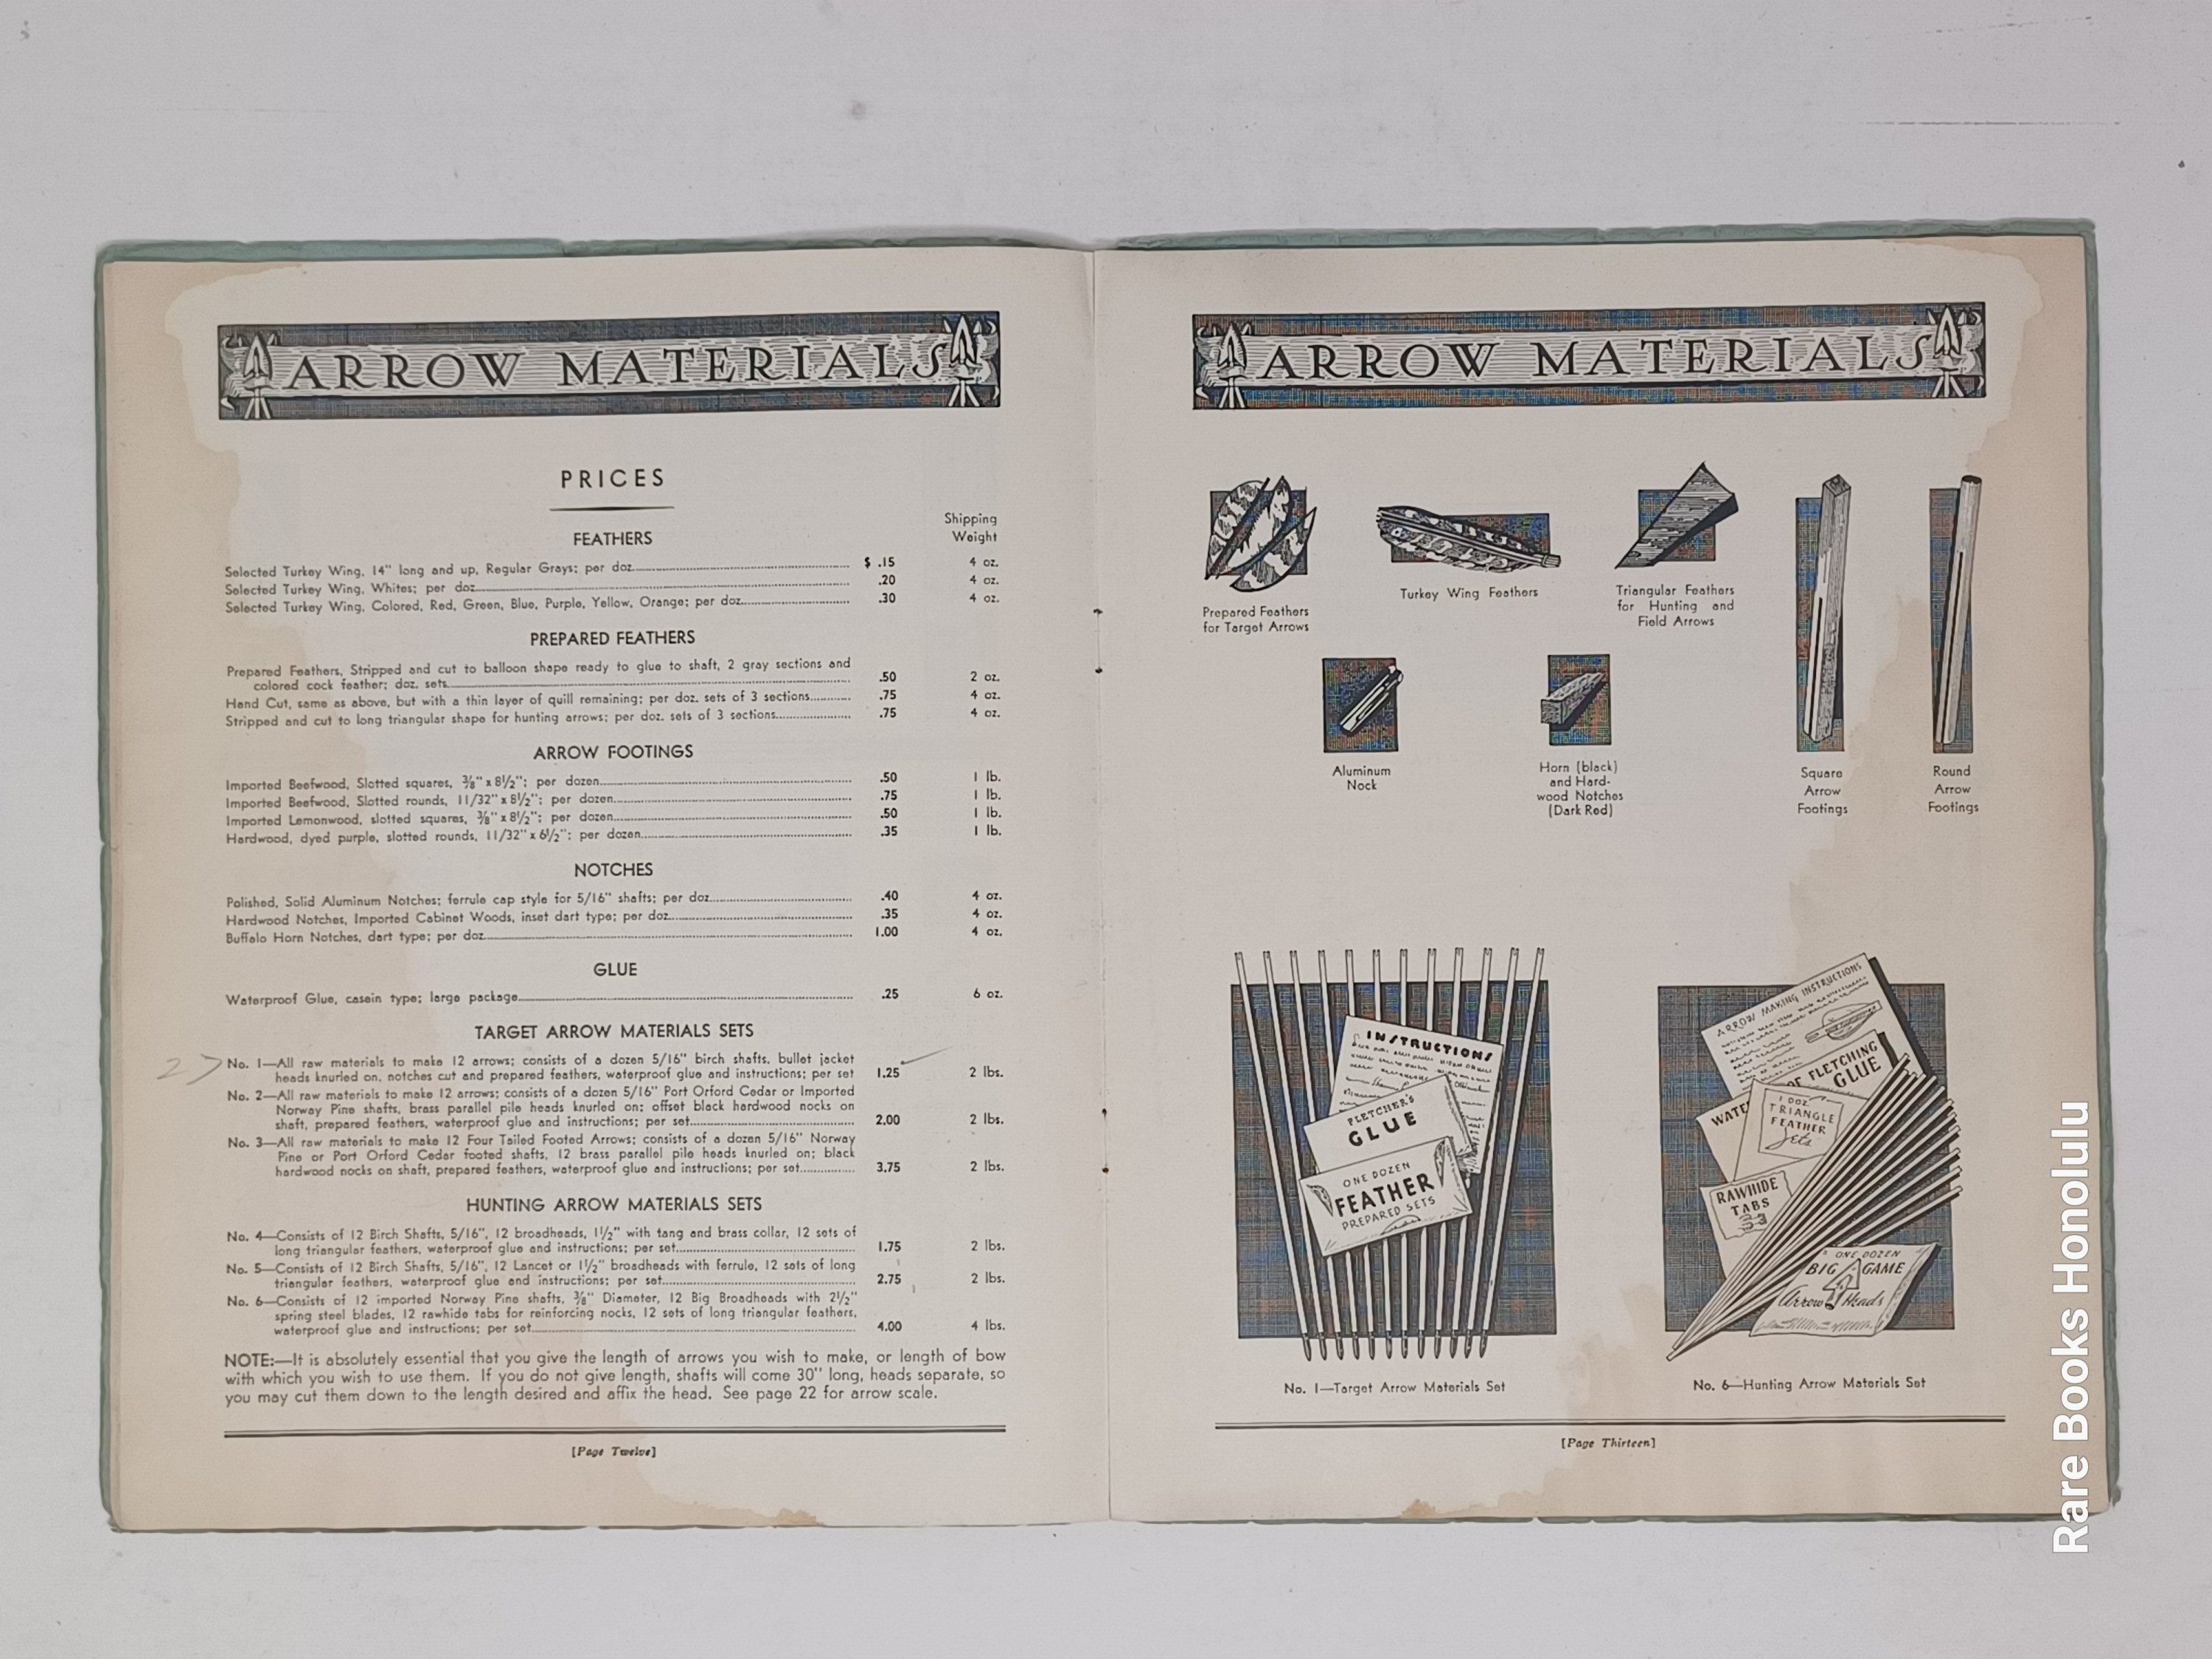 ARROW MATERIALS
PRICES
Shipping
Weight
FEATHERS
Selected Turkey Wing, 14" long and up, Regular Grays; per doz. $ .15 4 oz.
Selected Turkey Wing, Whites; per doz. .20 4 oz.
Selected Turkey Wing, Colored, Red, Green, Blue, Purple, Yellow, Orange; per doz. .30 4 oz.
PREPARED FEATHERS
Prepared Feathers, Stripped and cut to balloon shape ready to glue to shaft, 2 gray sections and
colored cock feather; doz. sets .50 2 oz.
Hand Cut, same as above, but with a thin layer of quill remaining; per doz. sets of 3 sections .75 4 oz.
Stripped and cut to long triangular shape for hunting arrows; per doz. sets of 3 sections .75 4 oz.
ARROW FOOTINGS
Imported Beefwood, Slotted squares, 3/8" x 8 1/2"; per dozen .50 1 lb.
Imported Beefwood, Slotted rounds, 11/32" x 8 1/2"; per dozen .75 1 lb.
Imported Lemonwood, slotted squares, 3/8" x 8 1/2"; per dozen .50 1 lb.
Hardwood, dyed purple, slotted rounds, 11/32" x 6 1/2"; per dozen .35 1 lb.
NOTCHES
Polished, Solid Aluminum Notches; ferrule cap style for 5/16" shafts; per doz. .40 4 oz.
Hardwood Notches, Imported Cabinet Woods, inset dart type; per doz. .35 4 oz.
Buffalo Horn Notches, dart type; per doz. 1.00 4 oz.
GLUE
Waterproof Glue, casein type; large package .25 6 oz.
TARGET ARROW MATERIALS SETS
2 No. 1—All raw materials to make 12 arrows; consists of a dozen 5/16" birch shafts, bullet jacket
heads knurled on, notches cut and prepared feathers, waterproof glue and instructions; per set 1.25 2 lbs.
No. 2—All raw materials to make 12 arrows; consists of a dozen 5/16" Port Orford Cedar or Imported
Norway Pine shafts, brass parallel pile heads knurled on; offset black hardwood nocks on
shaft, prepared feathers, waterproof glue and instructions; per set 2.00 2 lbs.
No. 3—All raw materials to make 12 Four Tailed Footed Arrows; consists of a dozen 5/16" Norway
Pine or Port Orford Cedar footed shafts, 12 brass parallel pile heads knurled on; black
hardwood nocks on shaft, prepared feathers, waterproof glue and instructions; per set 3.75 2 lbs.
HUNTING ARROW MATERIALS SETS
No. 4—Consists of 12 Birch Shafts, 5/16", 12 broadheads, 1 1/2" with tang and brass collar, 12 sets of
long triangular feathers, waterproof glue and instructions; per set 1.75 2 lbs.
No. 5—Consists of 12 Birch Shafts, 5/16", 12 Lancet or 1 1/2" broadheads with ferrule, 12 sets of long
triangular feathers, waterproof glue and instructions; per set 2.75 2 lbs.
No. 6—Consists of 12 imported Norway Pine shafts, 3/8" Diameter, 12 Big Broadheads with 2 1/2"
spring steel blades, 12 rawhide tabs for reinforcing nocks, 12 sets of long triangular feathers,
waterproof glue and instructions; per set 4.00 4 lbs.
NOTE:—It is absolutely essential that you give the length of arrows you wish to make, or length of bow
with which you wish to use them. If you do not give length, shafts will come 30" long, heads separate, so
you may cut them down to the length desired and affix the head. See page 22 for arrow scale.
[Page Twelve]
ARROW MATERIALS
Prepared Feathers
for Target Arrows
Turkey Wing Feathers
Triangular Feathers
for Hunting and
Field Arrows
Aluminum
Nock
Horn (black)
and Hard-
wood Notches
(Dark Red)
Square
Arrow
Footings
Round
Arrow
Footings
INSTRUCTIONS
FLETCHER'S
GLUE
ONE DOZEN
FEATHER
PREPARED SETS
No. 1—Target Arrow Materials Set
ARROW MAKING INSTRUCTIONS
FLETCHING
GLUE
1 DOZ.
TRIANGLE
FEATHER
Sets
RAWHIDE
TABS
ONE DOZEN
BIG GAME
Arrow Heads
No. 6—Hunting Arrow Materials Set
[Page Thirteen]
Rare Books Honolulu